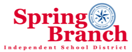 Spring
Branch
Independent School District